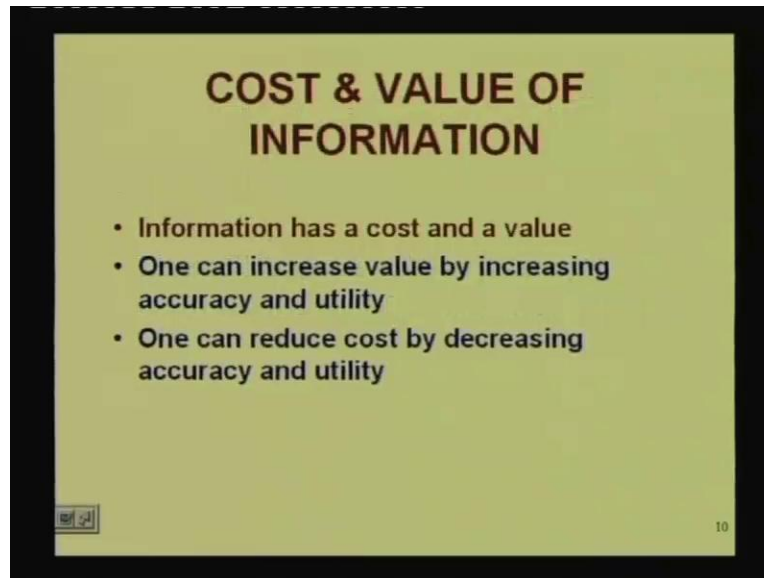 COST & VALUE OF
INFORMATION
• Information has a cost and a value
• One can increase value by increasing
accuracy and utility
• One can reduce cost by decreasing
accuracy and utility
10